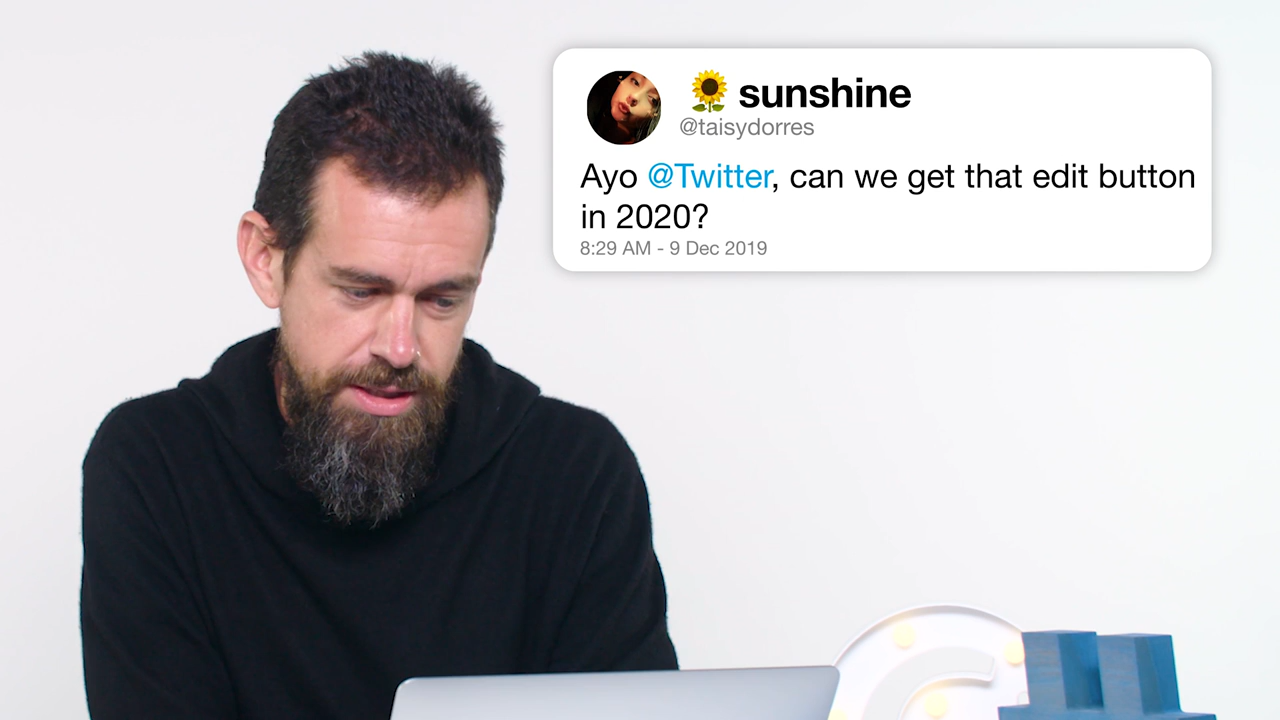 🌻 sunshine
@taisydorres
Ayo @Twitter, can we get that edit button
in 2020?
8:29 AM - 9 Dec 2019